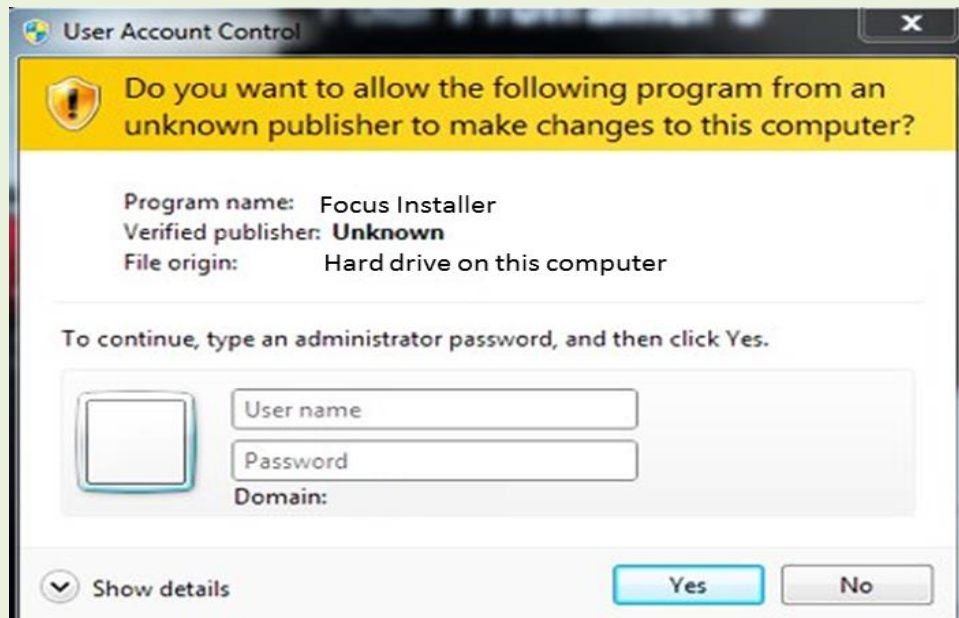 User Account Control
Do you want to allow the following program from an
unknown publisher to make changes to this computer?
Program name: Focus Installer
Verified publisher: Unknown
File origin: Hard drive on this computer
To continue, type an administrator password, and then click Yes.
User name
Password
Domain:
Show details
Yes No